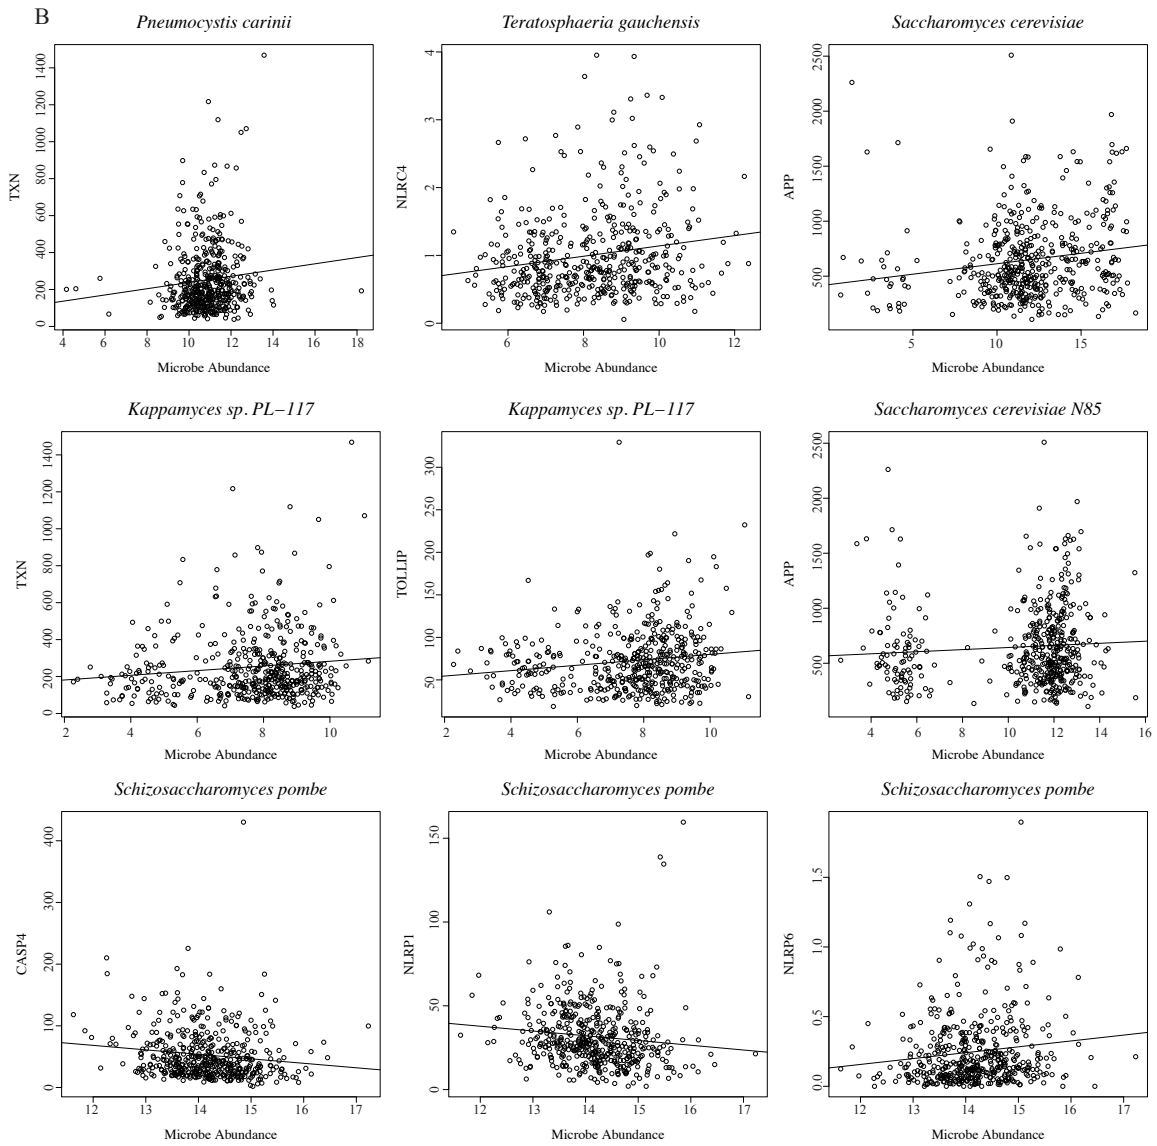 B
Pneumocystis carinii
Teratosphaeria gauchensis
Saccharomyces cerevisiae
TXN
0 200 400 600 800 1000 1200 1400
4 6 8 10 12 14 16 18
Microbe Abundance
NLRC4
0 1 2 3 4
6 8 10 12
Microbe Abundance
APP
500 1000 1500 2000 2500
5 10 15
Microbe Abundance
Kappamyces sp. PL−117
Kappamyces sp. PL−117
Saccharomyces cerevisiae N85
TXN
0 200 400 600 800 1000 1200 1400
2 4 6 8 10
Microbe Abundance
TOLLIP
50 100 150 200 250 300
2 4 6 8 10
Microbe Abundance
APP
500 1000 1500 2000 2500
4 6 8 10 12 14 16
Microbe Abundance
Schizosaccharomyces pombe
Schizosaccharomyces pombe
Schizosaccharomyces pombe
CASP4
0 100 200 300 400
12 13 14 15 16 17
Microbe Abundance
NLRP1
0 50 100 150
12 13 14 15 16 17
Microbe Abundance
NLRP6
0.0 0.5 1.0 1.5
12 13 14 15 16 17
Microbe Abundance